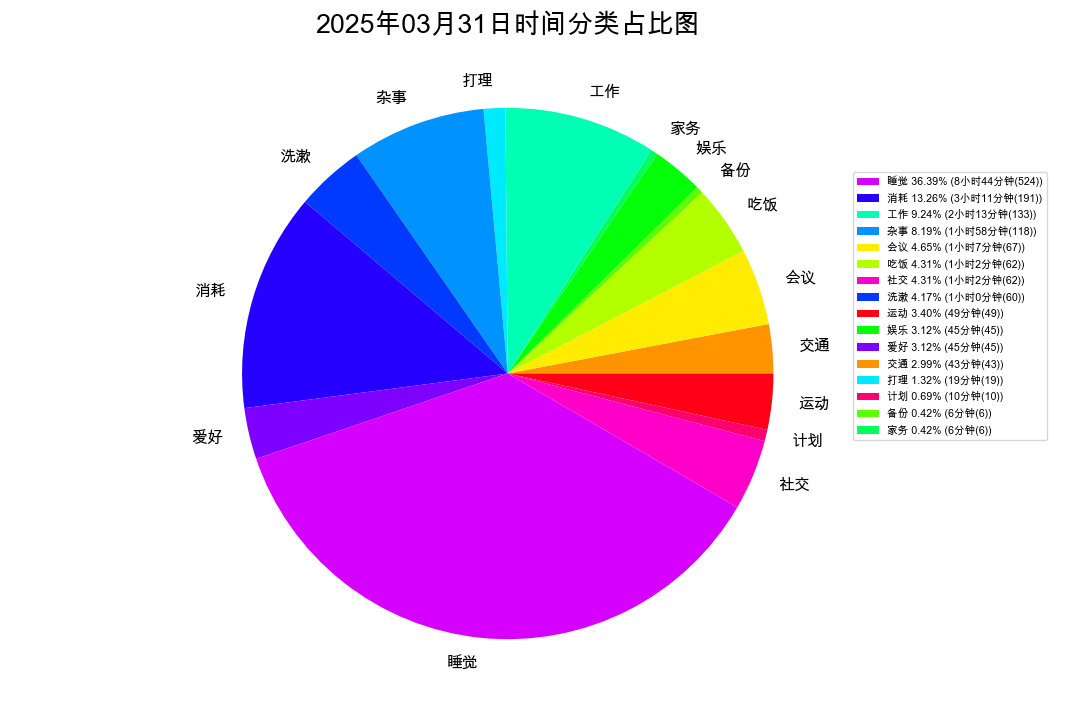 2025年03月31日时间分类占比图
打理
工作
杂事
家务
娱乐
洗漱
备份
吃饭
会议
消耗
交通
运动
爱好
计划
社交
睡觉
睡觉 36.39% (8小时44分钟(524))
消耗 13.26% (3小时11分钟(191))
工作 9.24% (2小时13分钟(133))
杂事 8.19% (1小时58分钟(118))
会议 4.65% (1小时7分钟(67))
吃饭 4.31% (1小时2分钟(62))
社交 4.31% (1小时2分钟(62))
洗漱 4.17% (1小时0分钟(60))
运动 3.40% (49分钟(49))
娱乐 3.12% (45分钟(45))
爱好 3.12% (45分钟(45))
交通 2.99% (43分钟(43))
打理 1.32% (19分钟(19))
计划 0.69% (10分钟(10))
备份 0.42% (6分钟(6))
家务 0.42% (6分钟(6))